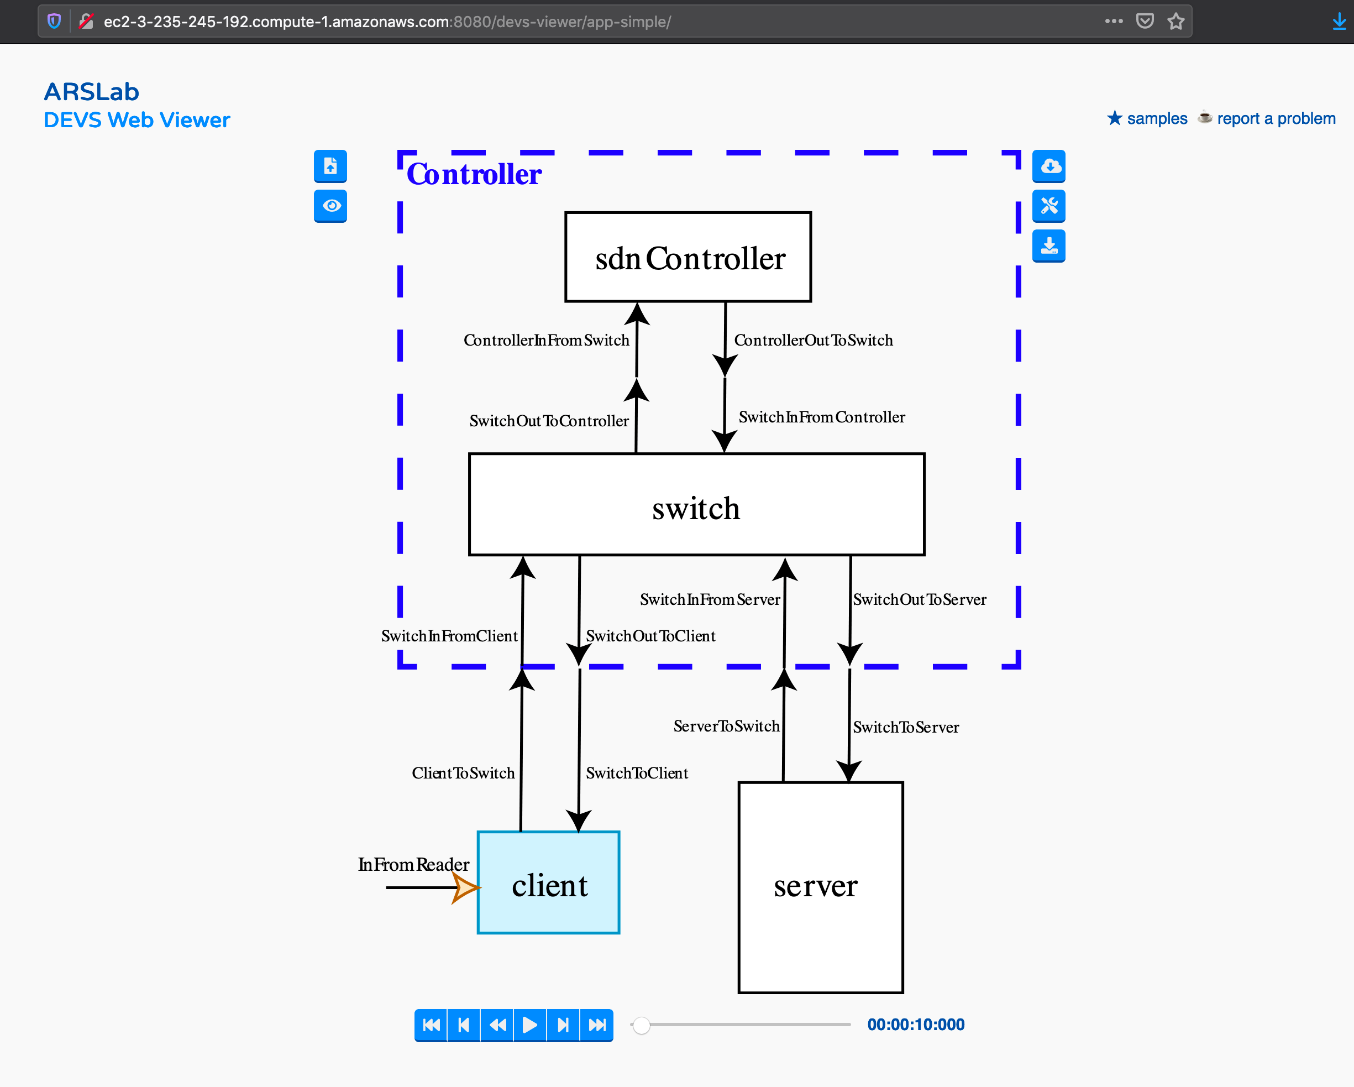 ec2-3-235-245-192.compute-1.amazonaws.com:8080/devs-viewer/app-simple/
ARSLab
DEVS Web Viewer
samples report a problem
Controller
sdnController
ControllerInFromSwitch ControllerOutToSwitch
SwitchOutToController SwitchInFromController
switch
SwitchInFromServer SwitchOutToServer
SwitchInFromClient SwitchOutToClient
ServerToSwitch SwitchToServer
ClientToSwitch SwitchToClient
InFromReader
client server
00:00:10:000